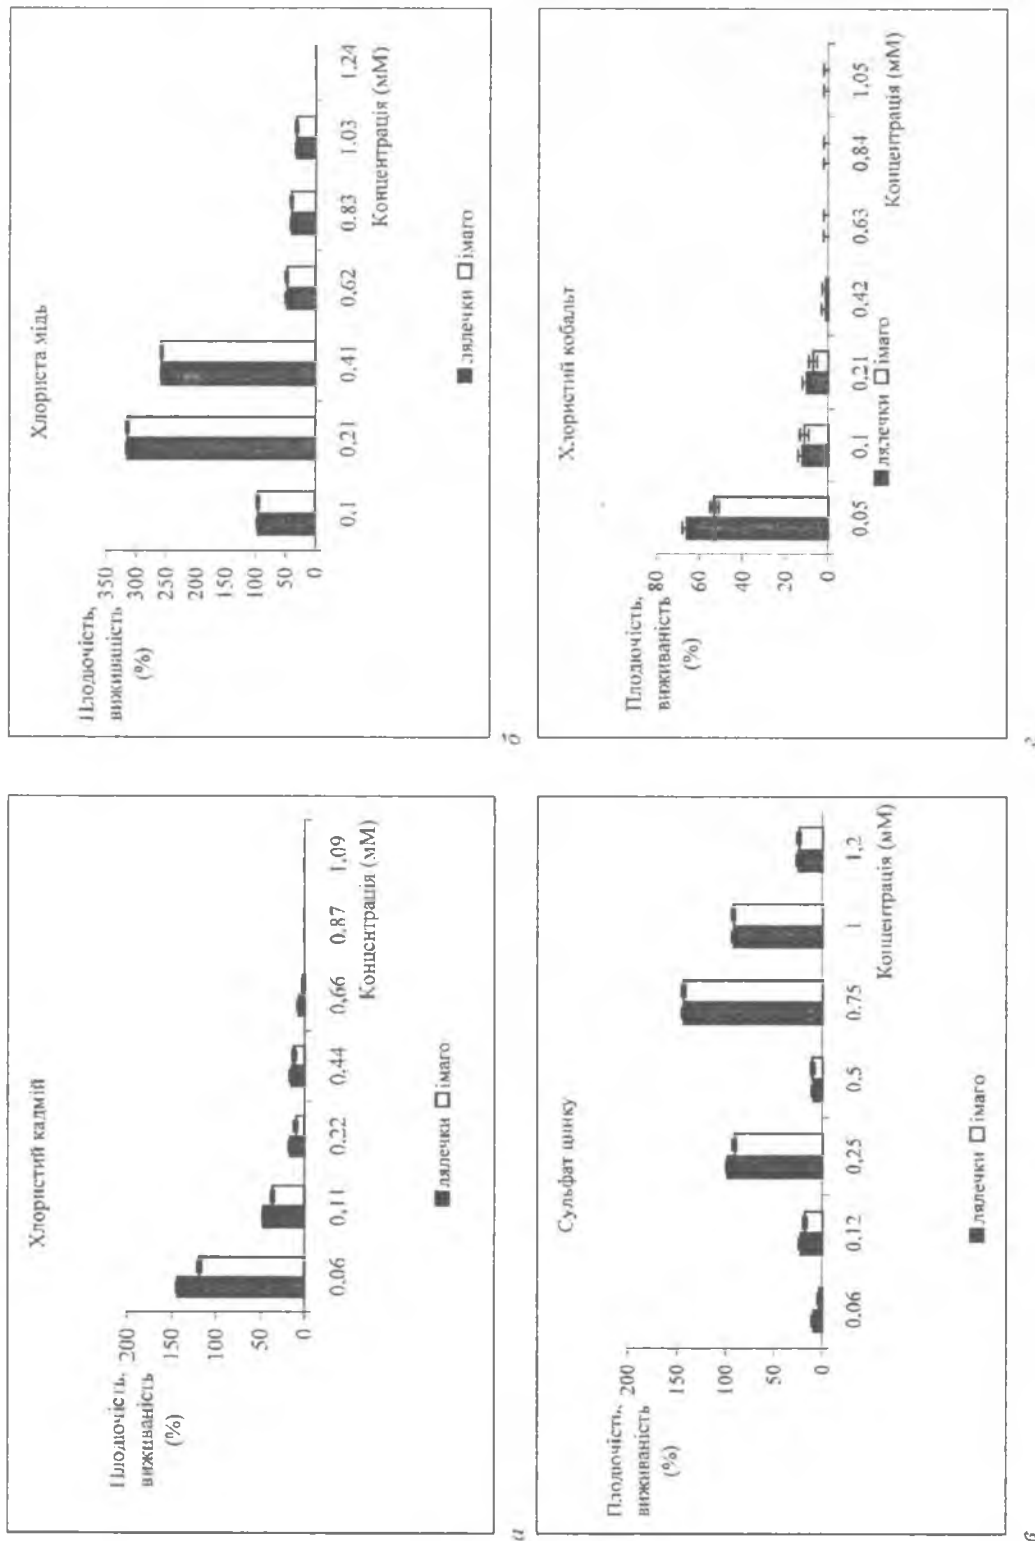 Хлористий кадмій
Плодючість,
виживаність
(%)
200
150
100
50
0
0,06 0,11 0,22 0,44 0,66 0,87 1,09
Концентрація (мМ)
лялечки імаго
а
Хлориста мідь
Плодючість,
виживаність
(%)
350
300
250
200
150
100
50
0
0,1 0,21 0,41 0,62 0,83 1,03 1,24
Концентрація (мМ)
лялечки імаго
б
Сульфат цинку
Плодючість,
виживаність
(%)
200
150
100
50
0
0,06 0,12 0,25 0,5 0,75 1 1,2
Концентрація (мМ)
лялечки імаго
в
Хлористий кобальт
Плодючість,
виживаність
(%)
80
60
40
20
0
0,05 0,1 0,21 0,42 0,63 0,84 1,05
Концентрація (мМ)
лялечки імаго
г